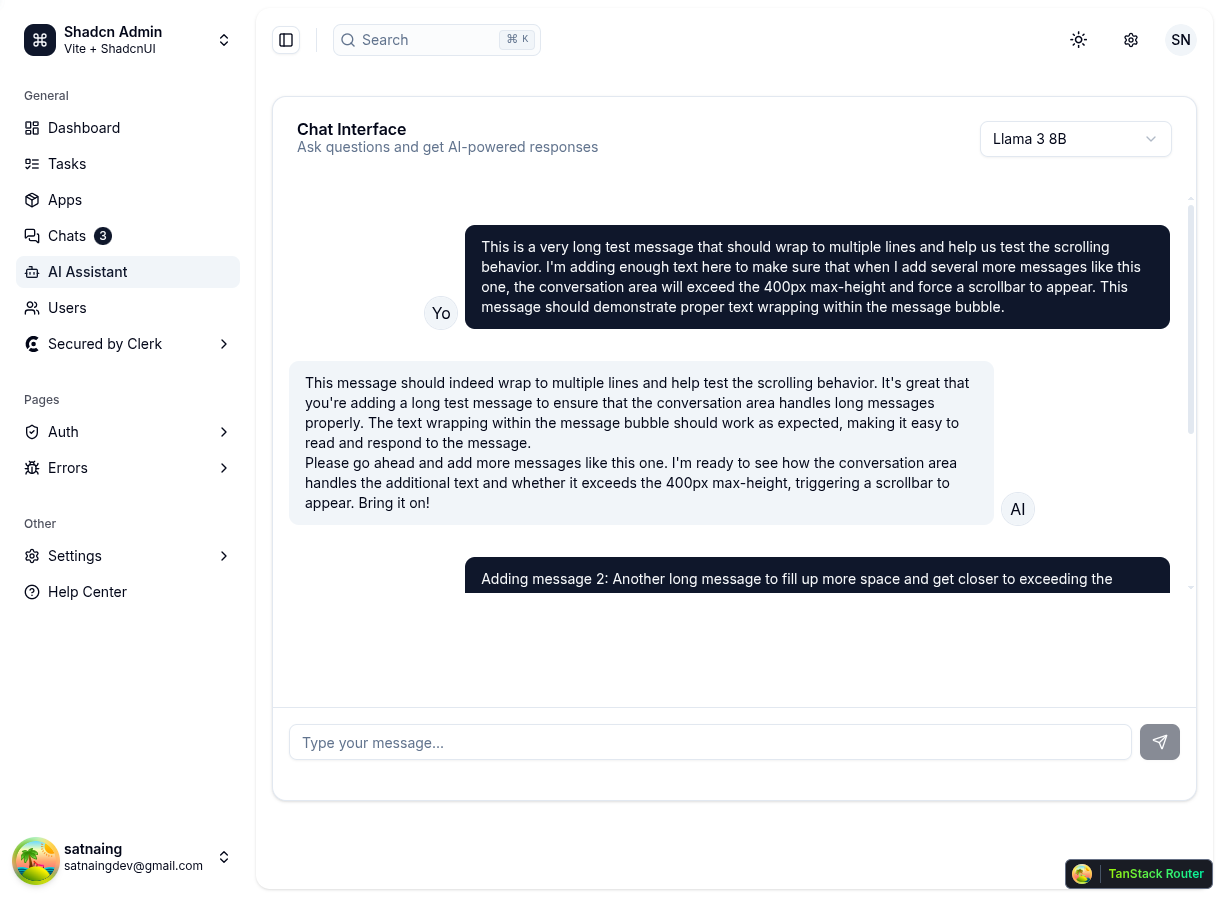 Shadcn Admin
Vite + ShadcnUI
General
Dashboard
Tasks
Apps
Chats 3
AI Assistant
Users
Secured by Clerk
Pages
Auth
Errors
Other
Settings
Help Center
satnaing
satnaingdev@gmail.com
Search ⌘ K
SN
Chat Interface
Ask questions and get AI-powered responses
Llama 3 8B
This is a very long test message that should wrap to multiple lines and help us test the scrolling
behavior. I'm adding enough text here to make sure that when I add several more messages like this
one, the conversation area will exceed the 400px max-height and force a scrollbar to appear. This
message should demonstrate proper text wrapping within the message bubble.
Yo
This message should indeed wrap to multiple lines and help test the scrolling behavior. It's great that
you're adding a long test message to ensure that the conversation area handles long messages
properly. The text wrapping within the message bubble should work as expected, making it easy to
read and respond to the message.
Please go ahead and add more messages like this one. I'm ready to see how the conversation area
handles the additional text and whether it exceeds the 400px max-height, triggering a scrollbar to
appear. Bring it on!
AI
Adding message 2: Another long message to fill up more space and get closer to exceeding the
Type your message...
TanStack Router